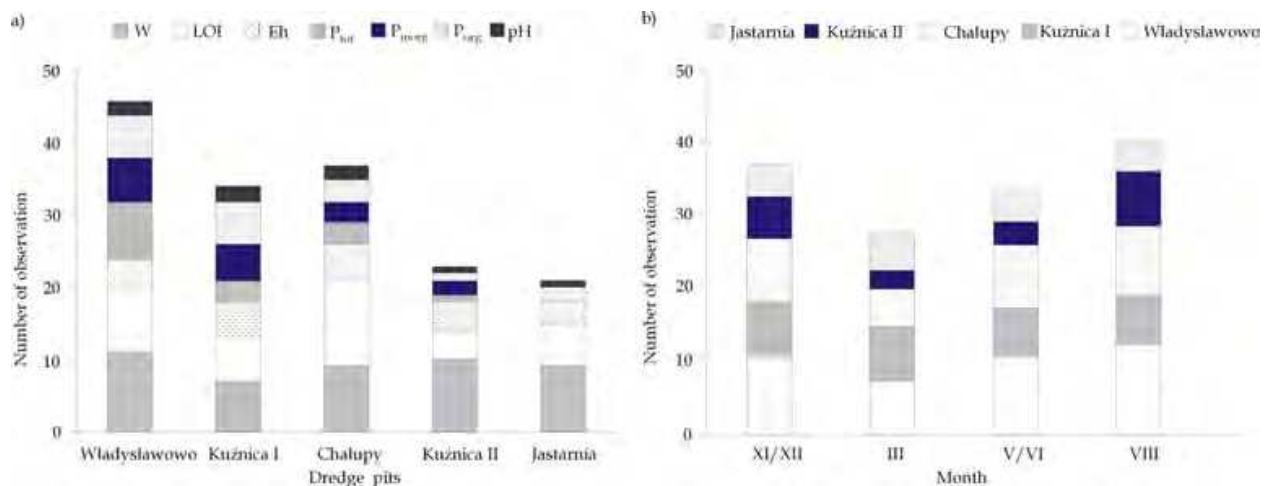 a)
W LOI Eh Ptot Pinorg Porg pH
50
40
30
20
10
0
Number of observation
Władysławowo Kuźnica I Chałupy Kuźnica II Jastarnia
Dredge pits
b)
Jastarnia Kuźnica II Chałupy Kuźnica I Władysławowo
50
40
30
20
10
0
Number of observation
XI/XII III V/VI VIII
Month